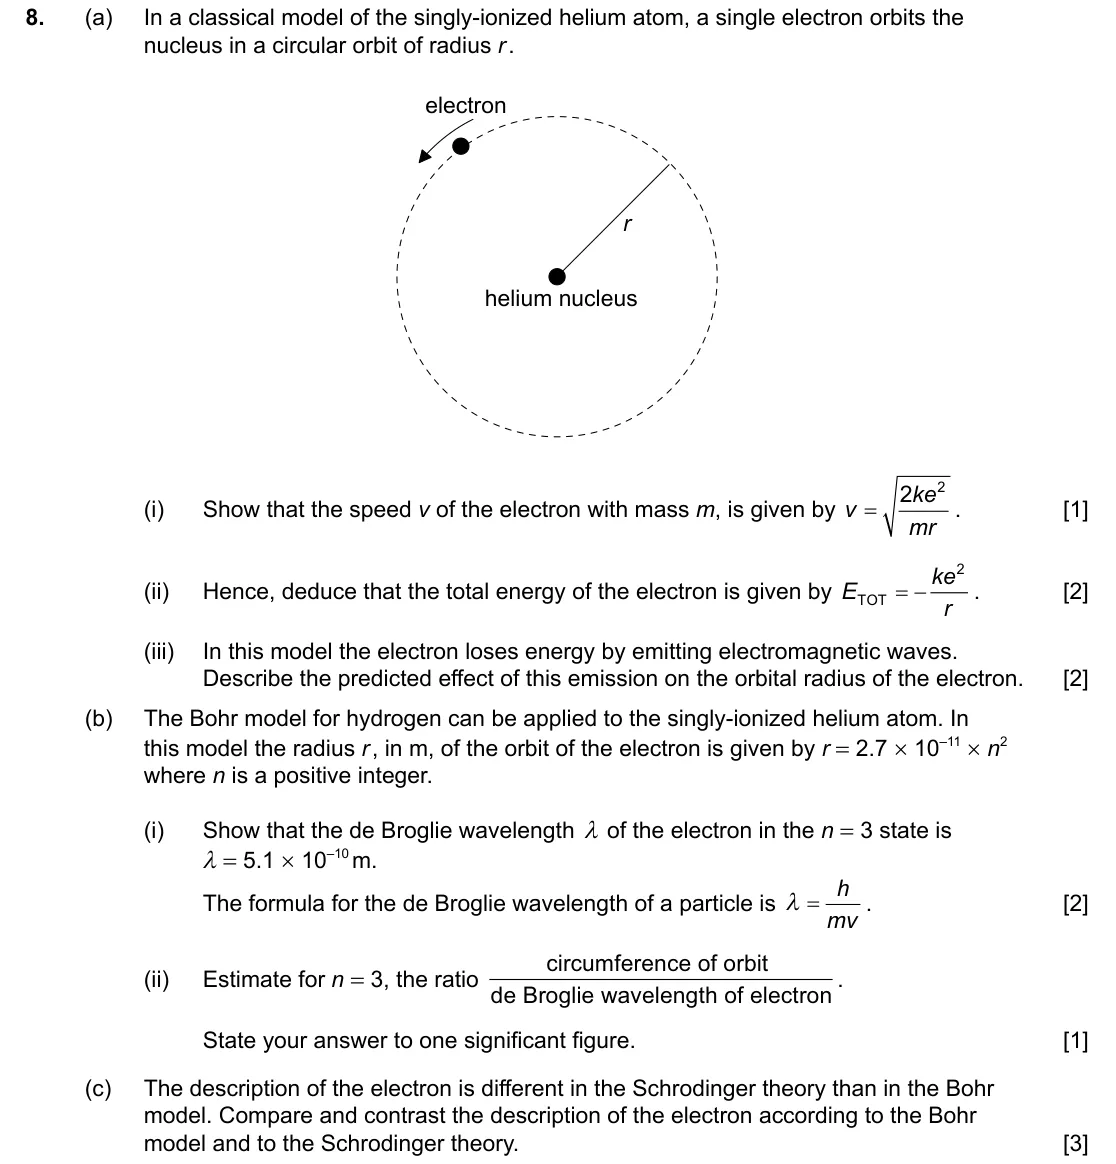 8. (a) In a classical model of the singly-ionized helium atom, a single electron orbits the
nucleus in a circular orbit of radius r.
electron
r
helium nucleus
(i) Show that the speed v of the electron with mass m, is given by v = √(2ke²/mr). [1]
(ii) Hence, deduce that the total energy of the electron is given by E_TOT = −ke²/r. [2]
(iii) In this model the electron loses energy by emitting electromagnetic waves.
Describe the predicted effect of this emission on the orbital radius of the electron. [2]
(b) The Bohr model for hydrogen can be applied to the singly-ionized helium atom. In
this model the radius r, in m, of the orbit of the electron is given by r = 2.7 × 10⁻¹¹ × n²
where n is a positive integer.
(i) Show that the de Broglie wavelength λ of the electron in the n = 3 state is
λ = 5.1 × 10⁻¹⁰ m.
The formula for the de Broglie wavelength of a particle is λ = h/mv. [2]
(ii) Estimate for n = 3, the ratio circumference of orbit / de Broglie wavelength of electron.
State your answer to one significant figure. [1]
(c) The description of the electron is different in the Schrodinger theory than in the Bohr
model. Compare and contrast the description of the electron according to the Bohr
model and to the Schrodinger theory. [3]